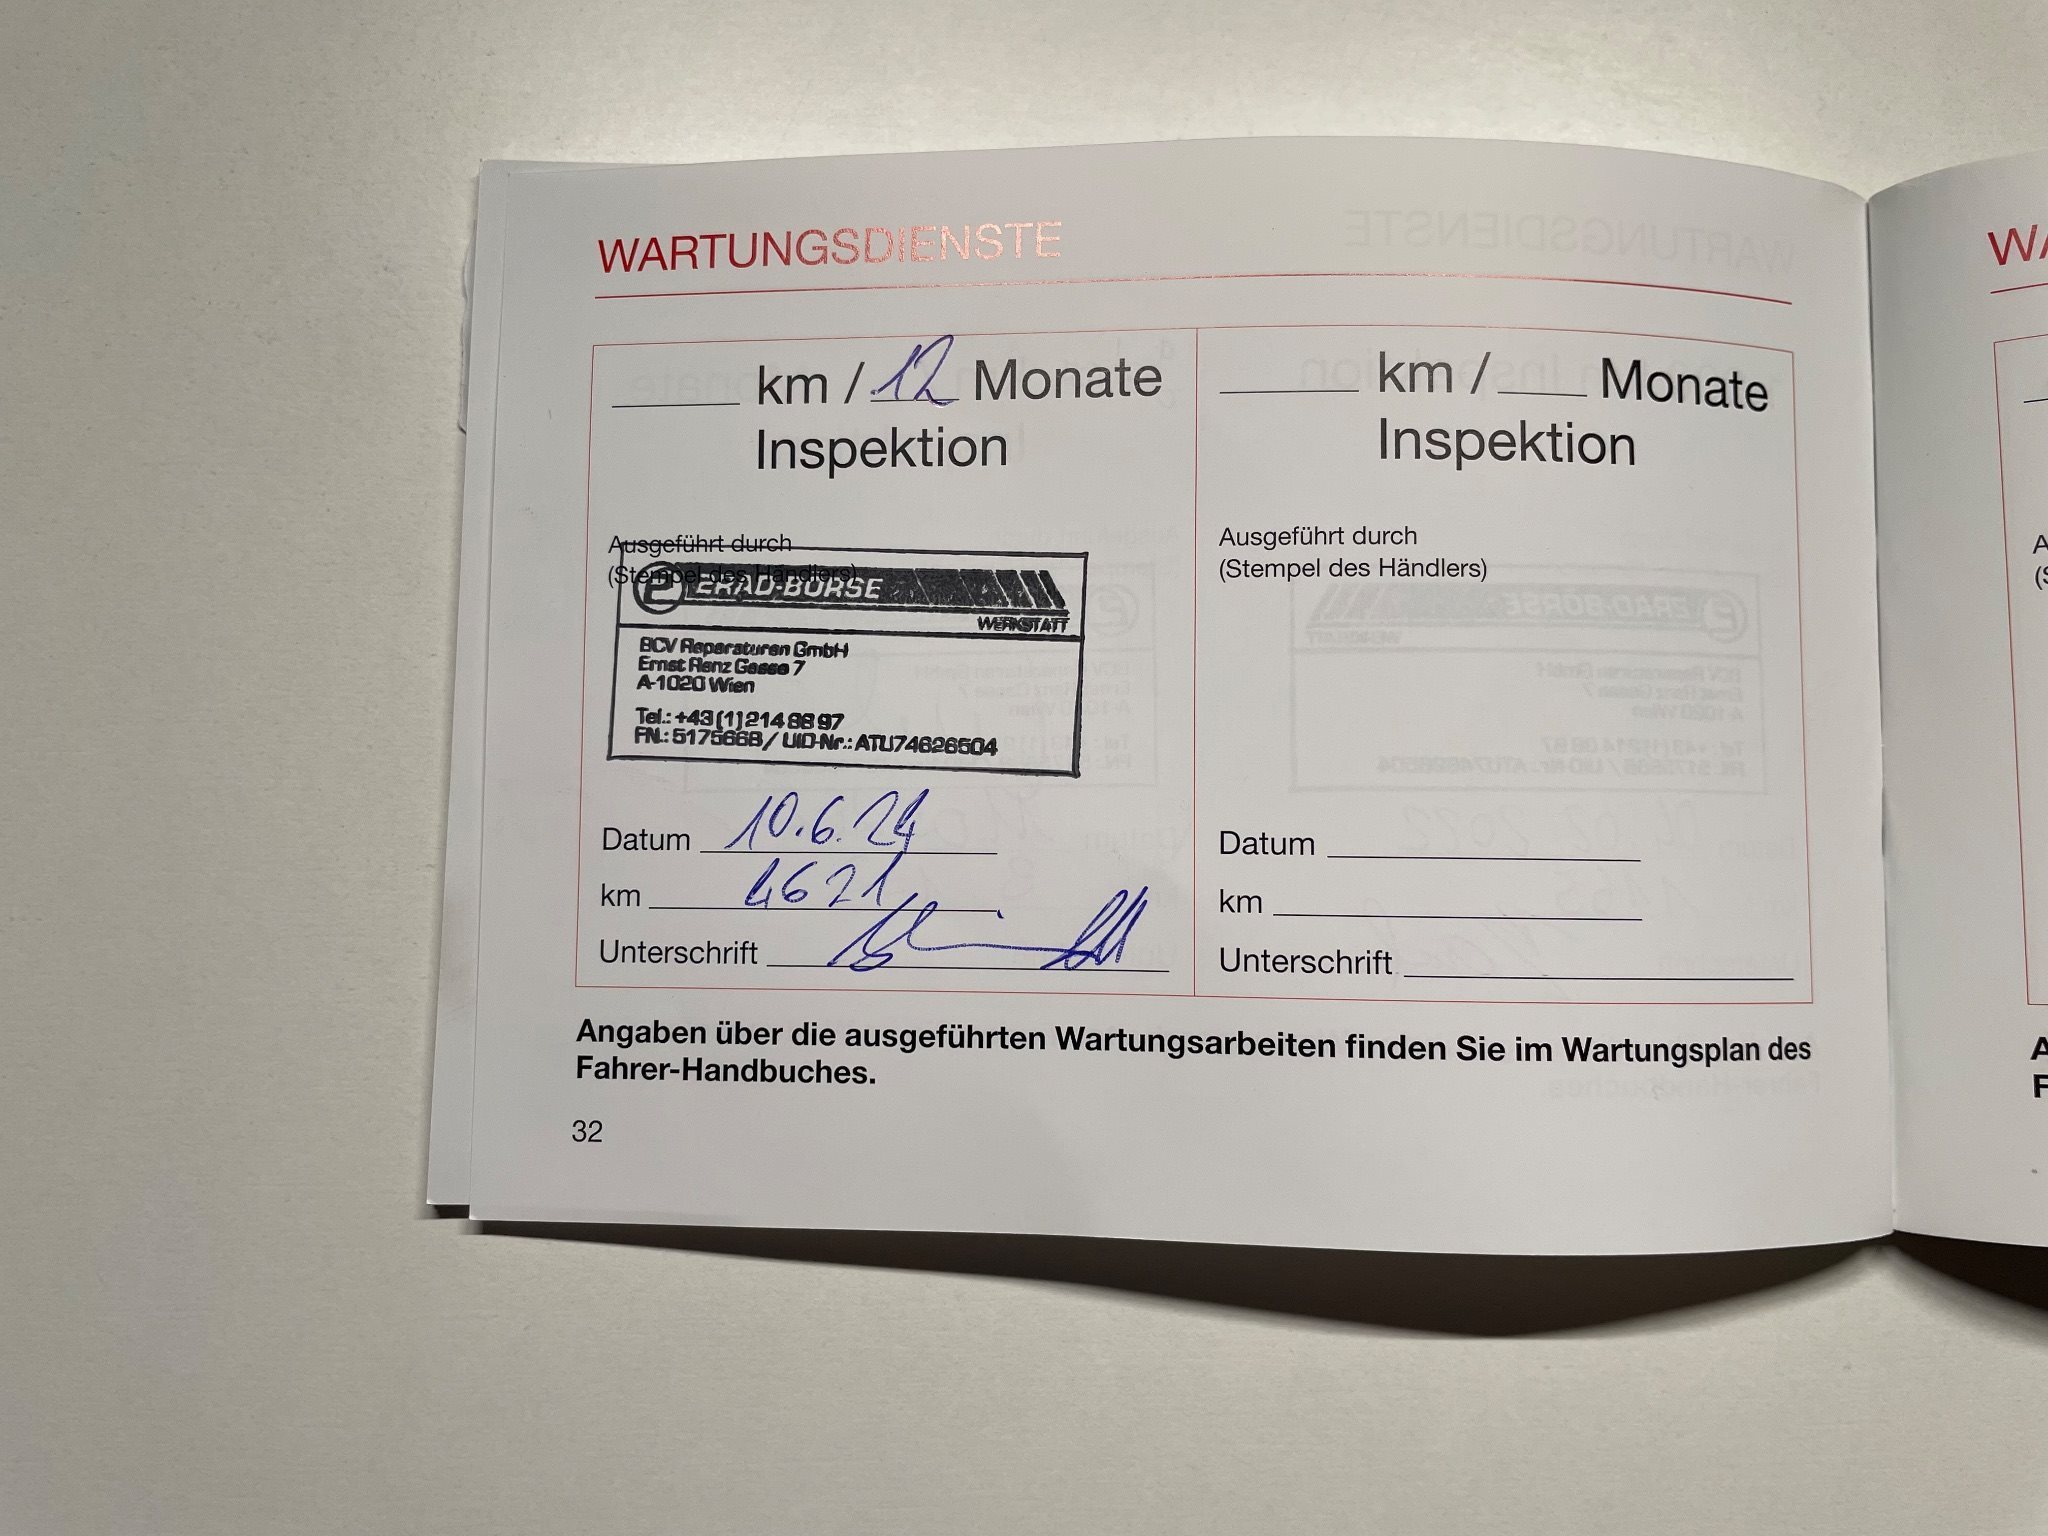 WARTUNGSDIENSTE
km / 12 Monate
Inspektion
Ausgeführt durch
(Stempel des Händlers)
2RAD-BÖRSE
WERKSTATT
BCV Reparaturen GmbH
Ernst Renz Gasse 7
A-1020 Wien
Tel.: +43 (1) 214 88 97
FN.: 517566B / UID-Nr.: ATU74626504
Datum 10.6.24
km 4621
Unterschrift
km / Monate
Inspektion
Ausgeführt durch
(Stempel des Händlers)
Datum
km
Unterschrift
Angaben über die ausgeführten Wartungsarbeiten finden Sie im Wartungsplan des
Fahrer-Handbuches.
32